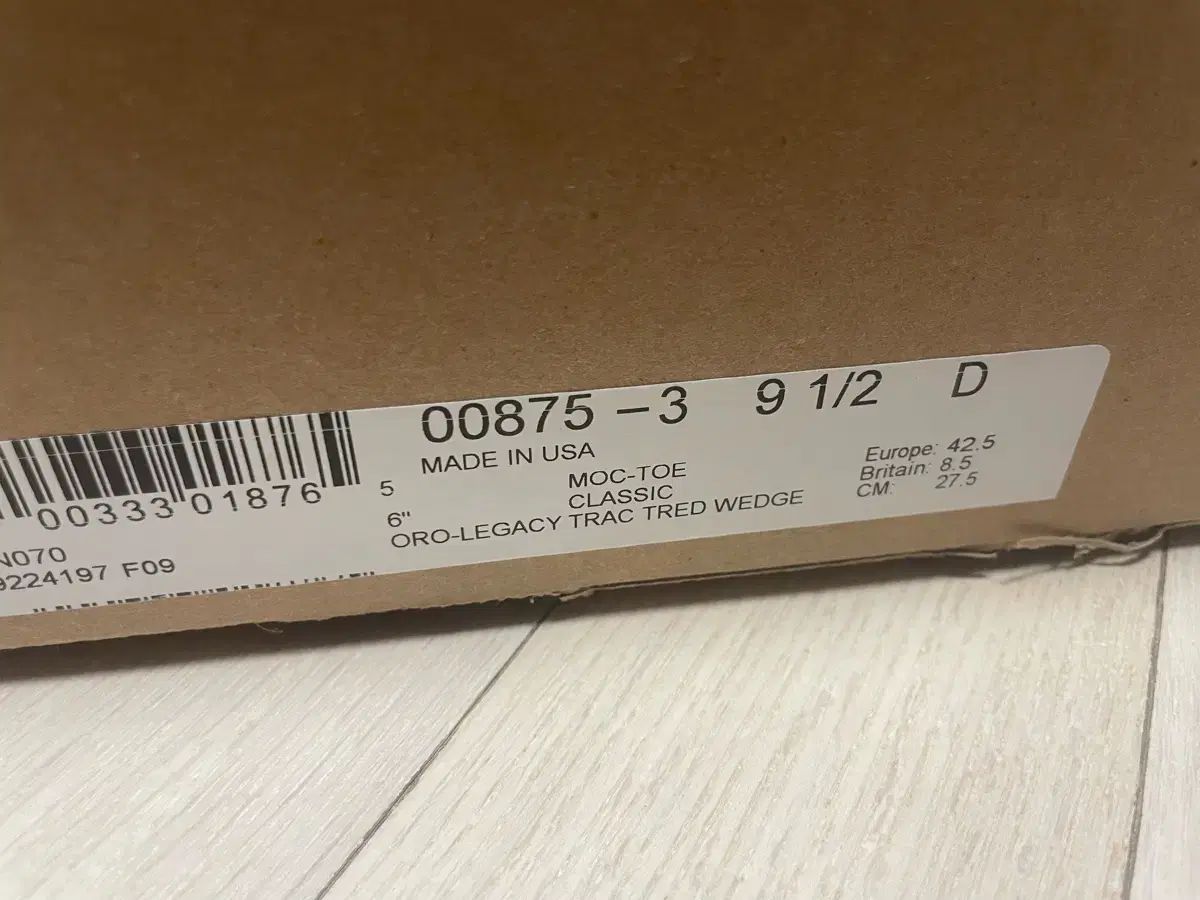 00875 – 3 9 1/2 D
MADE IN USA
MOC-TOE
CLASSIC
6"
ORO-LEGACY TRAC TRED WEDGE
Europe: 42.5
Britain: 8.5
CM: 27.5
00333 01876 5
N070
9224197 F09